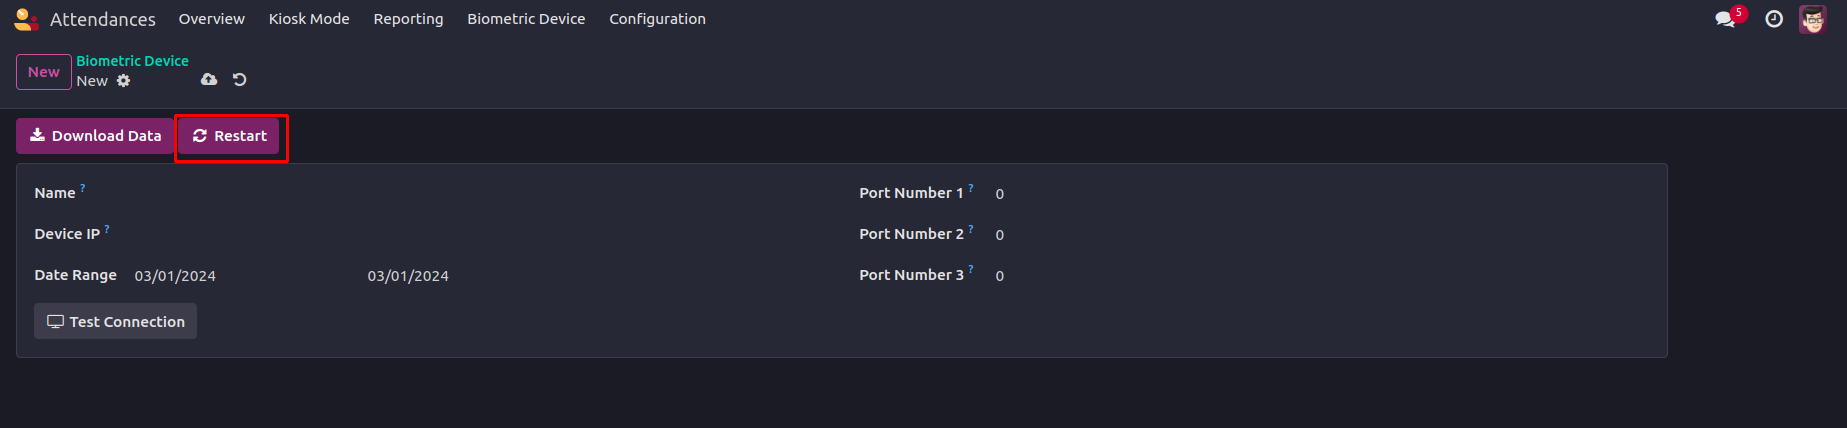 Attendances Overview Kiosk Mode Reporting Biometric Device Configuration 5
New
Biometric Device
New
Download Data Restart
Name ? Port Number 1 ? 0
Device IP ? Port Number 2 ? 0
Date Range 03/01/2024 03/01/2024 Port Number 3 ? 0
Test Connection